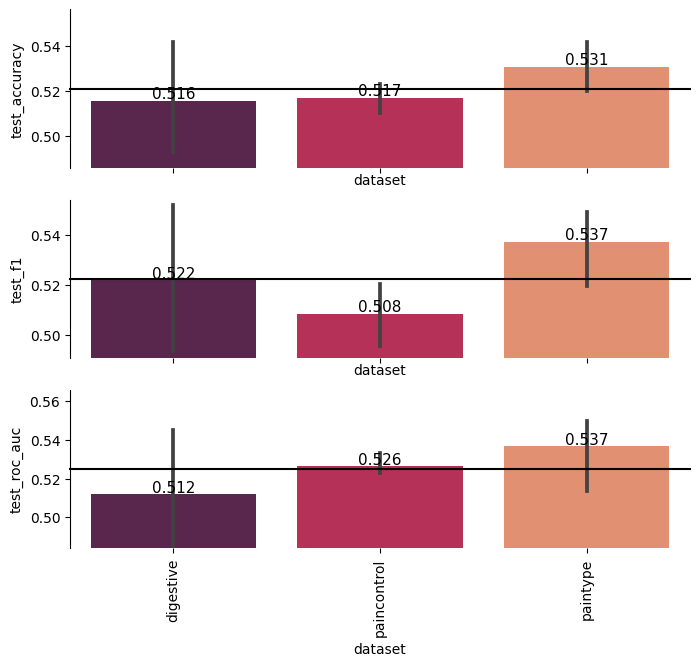 test_accuracy
0.54
0.52
0.50
0.516
0.517
0.531
dataset
test_f1
0.54
0.52
0.50
0.522
0.508
0.537
dataset
test_roc_auc
0.56
0.54
0.52
0.50
0.512
0.526
0.537
digestive
paincontrol
paintype
dataset